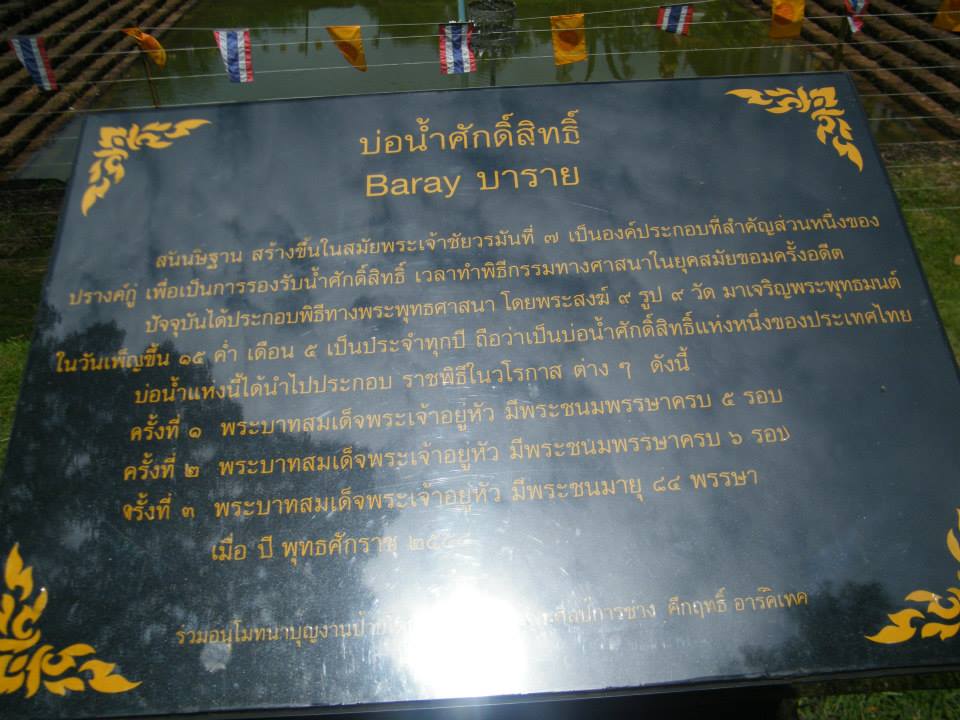 บ่อน้ำศักดิ์สิทธิ์
Baray บาราย
สนันษิฐาน สร้างขึ้นในสมัยพระเจ้าชัยวรมันที่ ๗ เป็นองค์ประกอบที่สำคัญส่วนหนึ่งของ
ปรางค์กู่ เพื่อเป็นการรองรับน้ำศักดิ์สิทธิ์ เวลาทำพิธีกรรมทางศาสนาในยุคสมัยขอมครั้งอดีต
ปัจจุบันได้ประกอบพิธีทางพระพุทธศาสนา โดยพระสงฆ์ ๙ รูป ๙ วัด มาเจริญพระพุทธมนต์
ในวันเพ็ญขึ้น ๑๕ ค่ำ เดือน ๕ เป็นประจำทุกปี ถือว่าเป็นบ่อน้ำศักดิ์สิทธิ์แห่งหนึ่งของประเทศไทย
บ่อน้ำแห่งนี้ได้นำไปประกอบ ราชพิธีในวโรกาส ต่าง ๆ ดังนี้
ครั้งที่ ๑ พระบาทสมเด็จพระเจ้าอยู่หัว มีพระชนมพรรษาครบ ๕ รอบ
ครั้งที่ ๒ พระบาทสมเด็จพระเจ้าอยู่หัว มีพระชนมพรรษาครบ ๖ รอบ
ครั้งที่ ๓ พระบาทสมเด็จพระเจ้าอยู่หัว มีพระชนมายุ ๘๔ พรรษา
เมื่อ ปี พุทธศักราช
ร่วมอนุโมทนาบุญงานป้าย คึกฤทธิ์ อาร์คิเทค